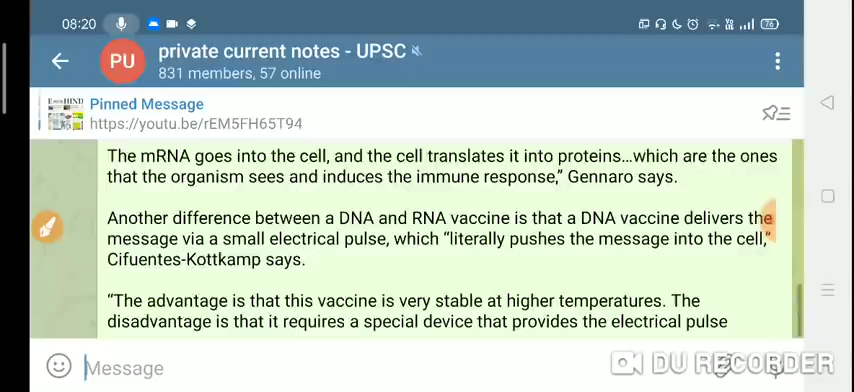 08:20
76
PU
private current notes - UPSC
831 members, 57 online
Pinned Message
https://youtu.be/rEM5FH65T94
The mRNA goes into the cell, and the cell translates it into proteins…which are the ones
that the organism sees and induces the immune response,” Gennaro says.
Another difference between a DNA and RNA vaccine is that a DNA vaccine delivers the
message via a small electrical pulse, which “literally pushes the message into the cell,”
Cifuentes-Kottkamp says.
“The advantage is that this vaccine is very stable at higher temperatures. The
disadvantage is that it requires a special device that provides the electrical pulse
Message
DU RECORDER